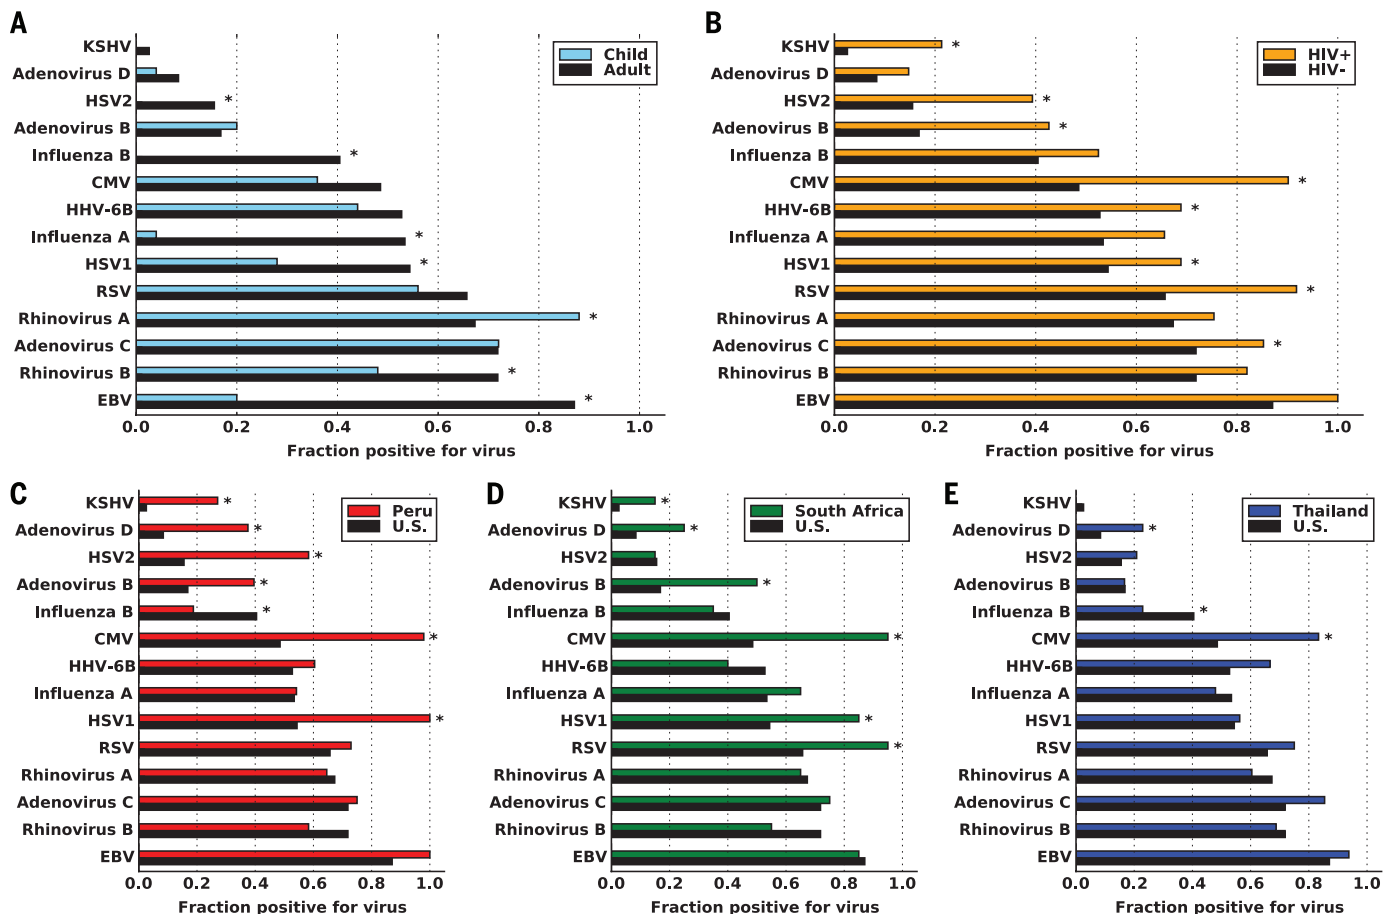 A
KSHV
Adenovirus D
HSV2
Adenovirus B
Influenza B
CMV
HHV-6B
Influenza A
HSV1
RSV
Rhinovirus A
Adenovirus C
Rhinovirus B
EBV
Child
Adult
*
*
*
*
*
*
*
0.0 0.2 0.4 0.6 0.8 1.0
Fraction positive for virus
B
KSHV
Adenovirus D
HSV2
Adenovirus B
Influenza B
CMV
HHV-6B
Influenza A
HSV1
RSV
Rhinovirus A
Adenovirus C
Rhinovirus B
EBV
HIV+
HIV-
*
*
*
*
*
*
*
*
0.0 0.2 0.4 0.6 0.8 1.0
Fraction positive for virus
C
KSHV
Adenovirus D
HSV2
Adenovirus B
Influenza B
CMV
HHV-6B
Influenza A
HSV1
RSV
Rhinovirus A
Adenovirus C
Rhinovirus B
EBV
Peru
U.S.
*
*
*
*
*
*
*
0.0 0.2 0.4 0.6 0.8 1.0
Fraction positive for virus
D
KSHV
Adenovirus D
HSV2
Adenovirus B
Influenza B
CMV
HHV-6B
Influenza A
HSV1
RSV
Rhinovirus A
Adenovirus C
Rhinovirus B
EBV
South Africa
U.S.
*
*
*
*
*
*
0.0 0.2 0.4 0.6 0.8 1.0
Fraction positive for virus
E
KSHV
Adenovirus D
HSV2
Adenovirus B
Influenza B
CMV
HHV-6B
Influenza A
HSV1
RSV
Rhinovirus A
Adenovirus C
Rhinovirus B
EBV
Thailand
U.S.
*
*
*
0.0 0.2 0.4 0.6 0.8 1.0
Fraction positive for virus